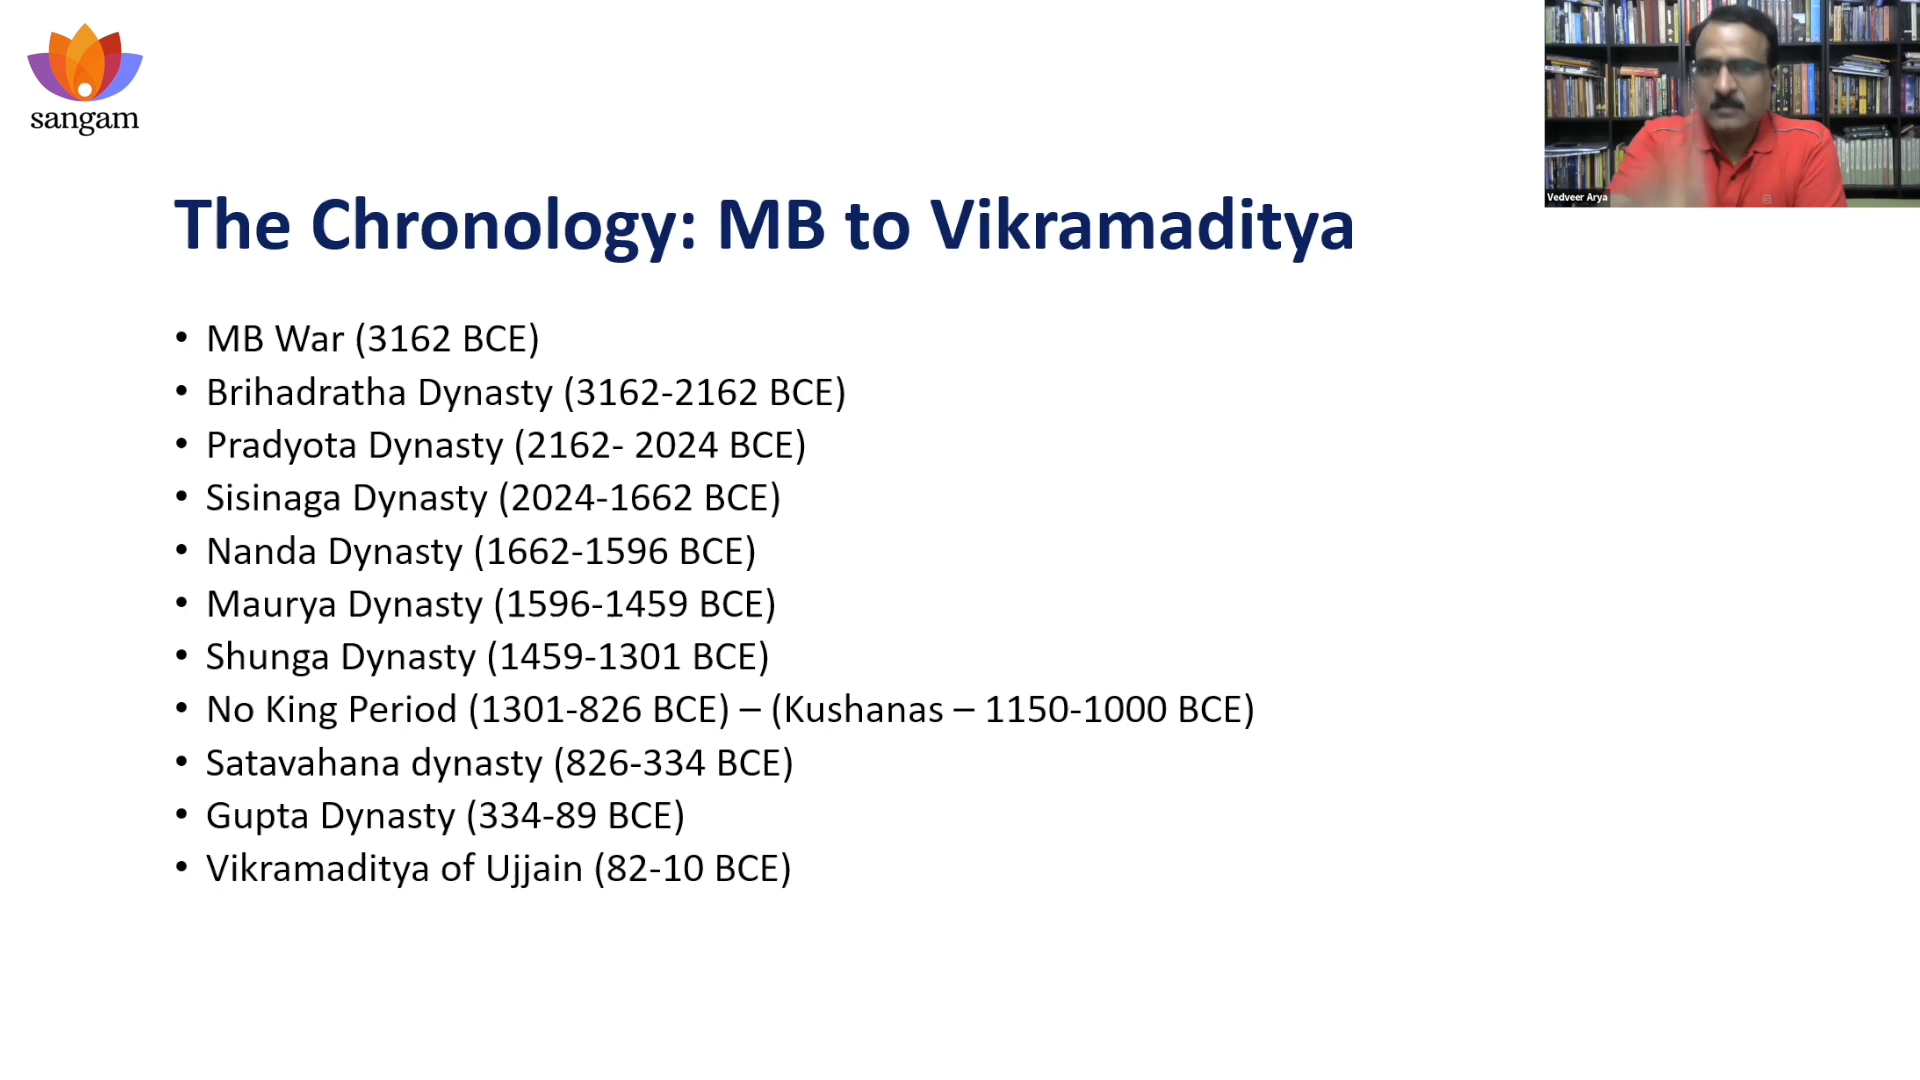 sangam
Vedveer Arya
The Chronology: MB to Vikramaditya
• MB War (3162 BCE)
• Brihadratha Dynasty (3162-2162 BCE)
• Pradyota Dynasty (2162- 2024 BCE)
• Sisinaga Dynasty (2024-1662 BCE)
• Nanda Dynasty (1662-1596 BCE)
• Maurya Dynasty (1596-1459 BCE)
• Shunga Dynasty (1459-1301 BCE)
• No King Period (1301-826 BCE) – (Kushanas – 1150-1000 BCE)
• Satavahana dynasty (826-334 BCE)
• Gupta Dynasty (334-89 BCE)
• Vikramaditya of Ujjain (82-10 BCE)